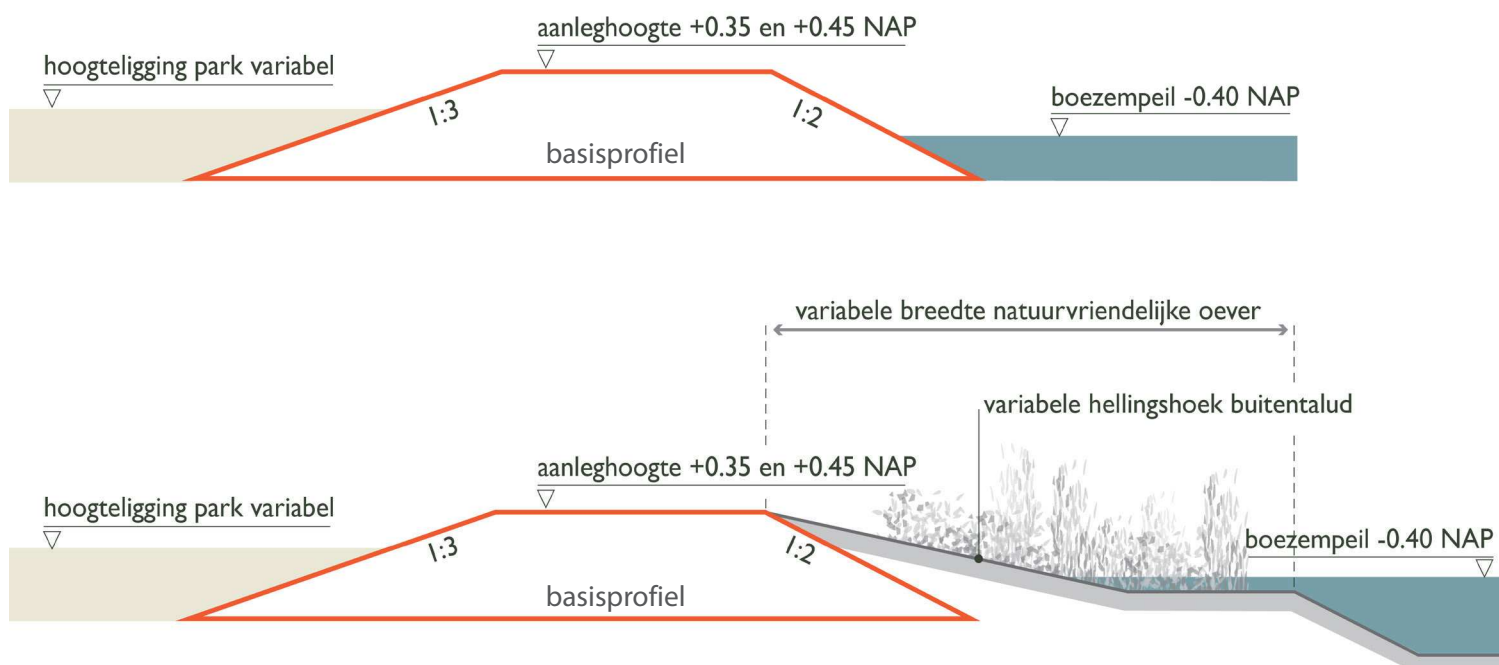 aanleghoogte +0.35 en +0.45 NAP
hoogteligging park variabel
1:3
1:2
boezempeil -0.40 NAP
basisprofiel
variabele breedte natuurvriendelijke oever
variabele hellingshoek buitentalud
aanleghoogte +0.35 en +0.45 NAP
hoogteligging park variabel
1:3
1:2
boezempeil -0.40 NAP
basisprofiel